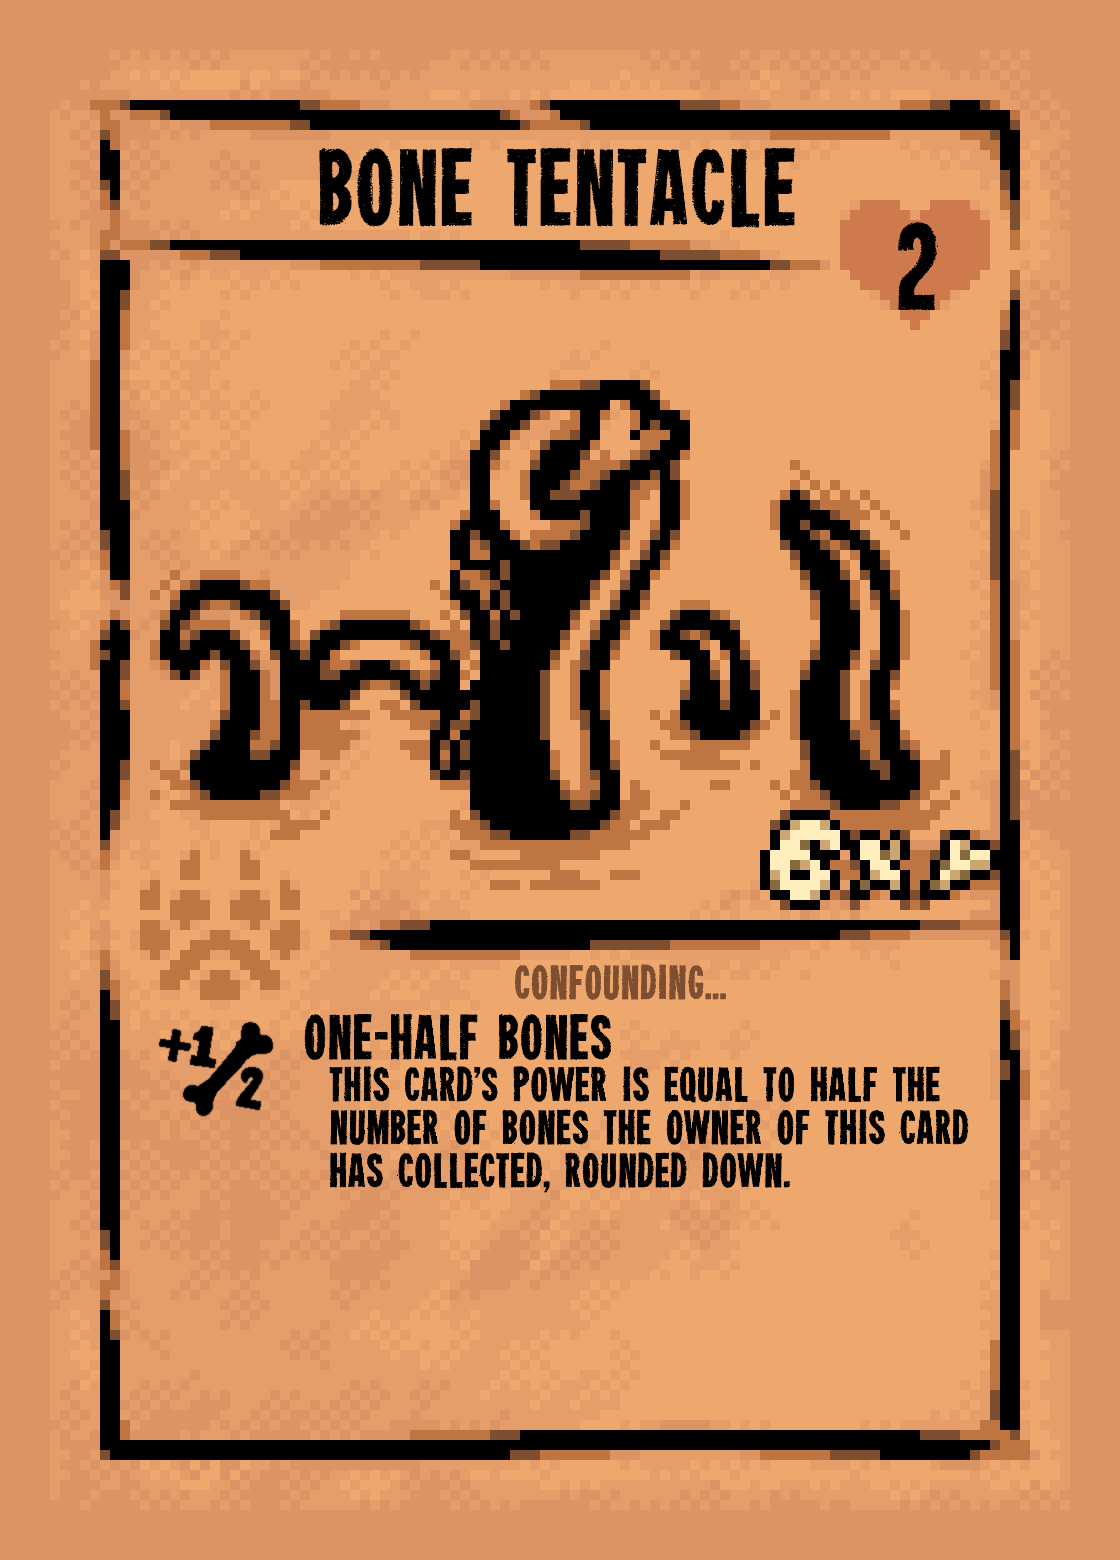 BONE TENTACLE
2
6X
CONFOUNDING...
+1/2
ONE-HALF BONES
THIS CARD'S POWER IS EQUAL TO HALF THE
NUMBER OF BONES THE OWNER OF THIS CARD
HAS COLLECTED, ROUNDED DOWN.